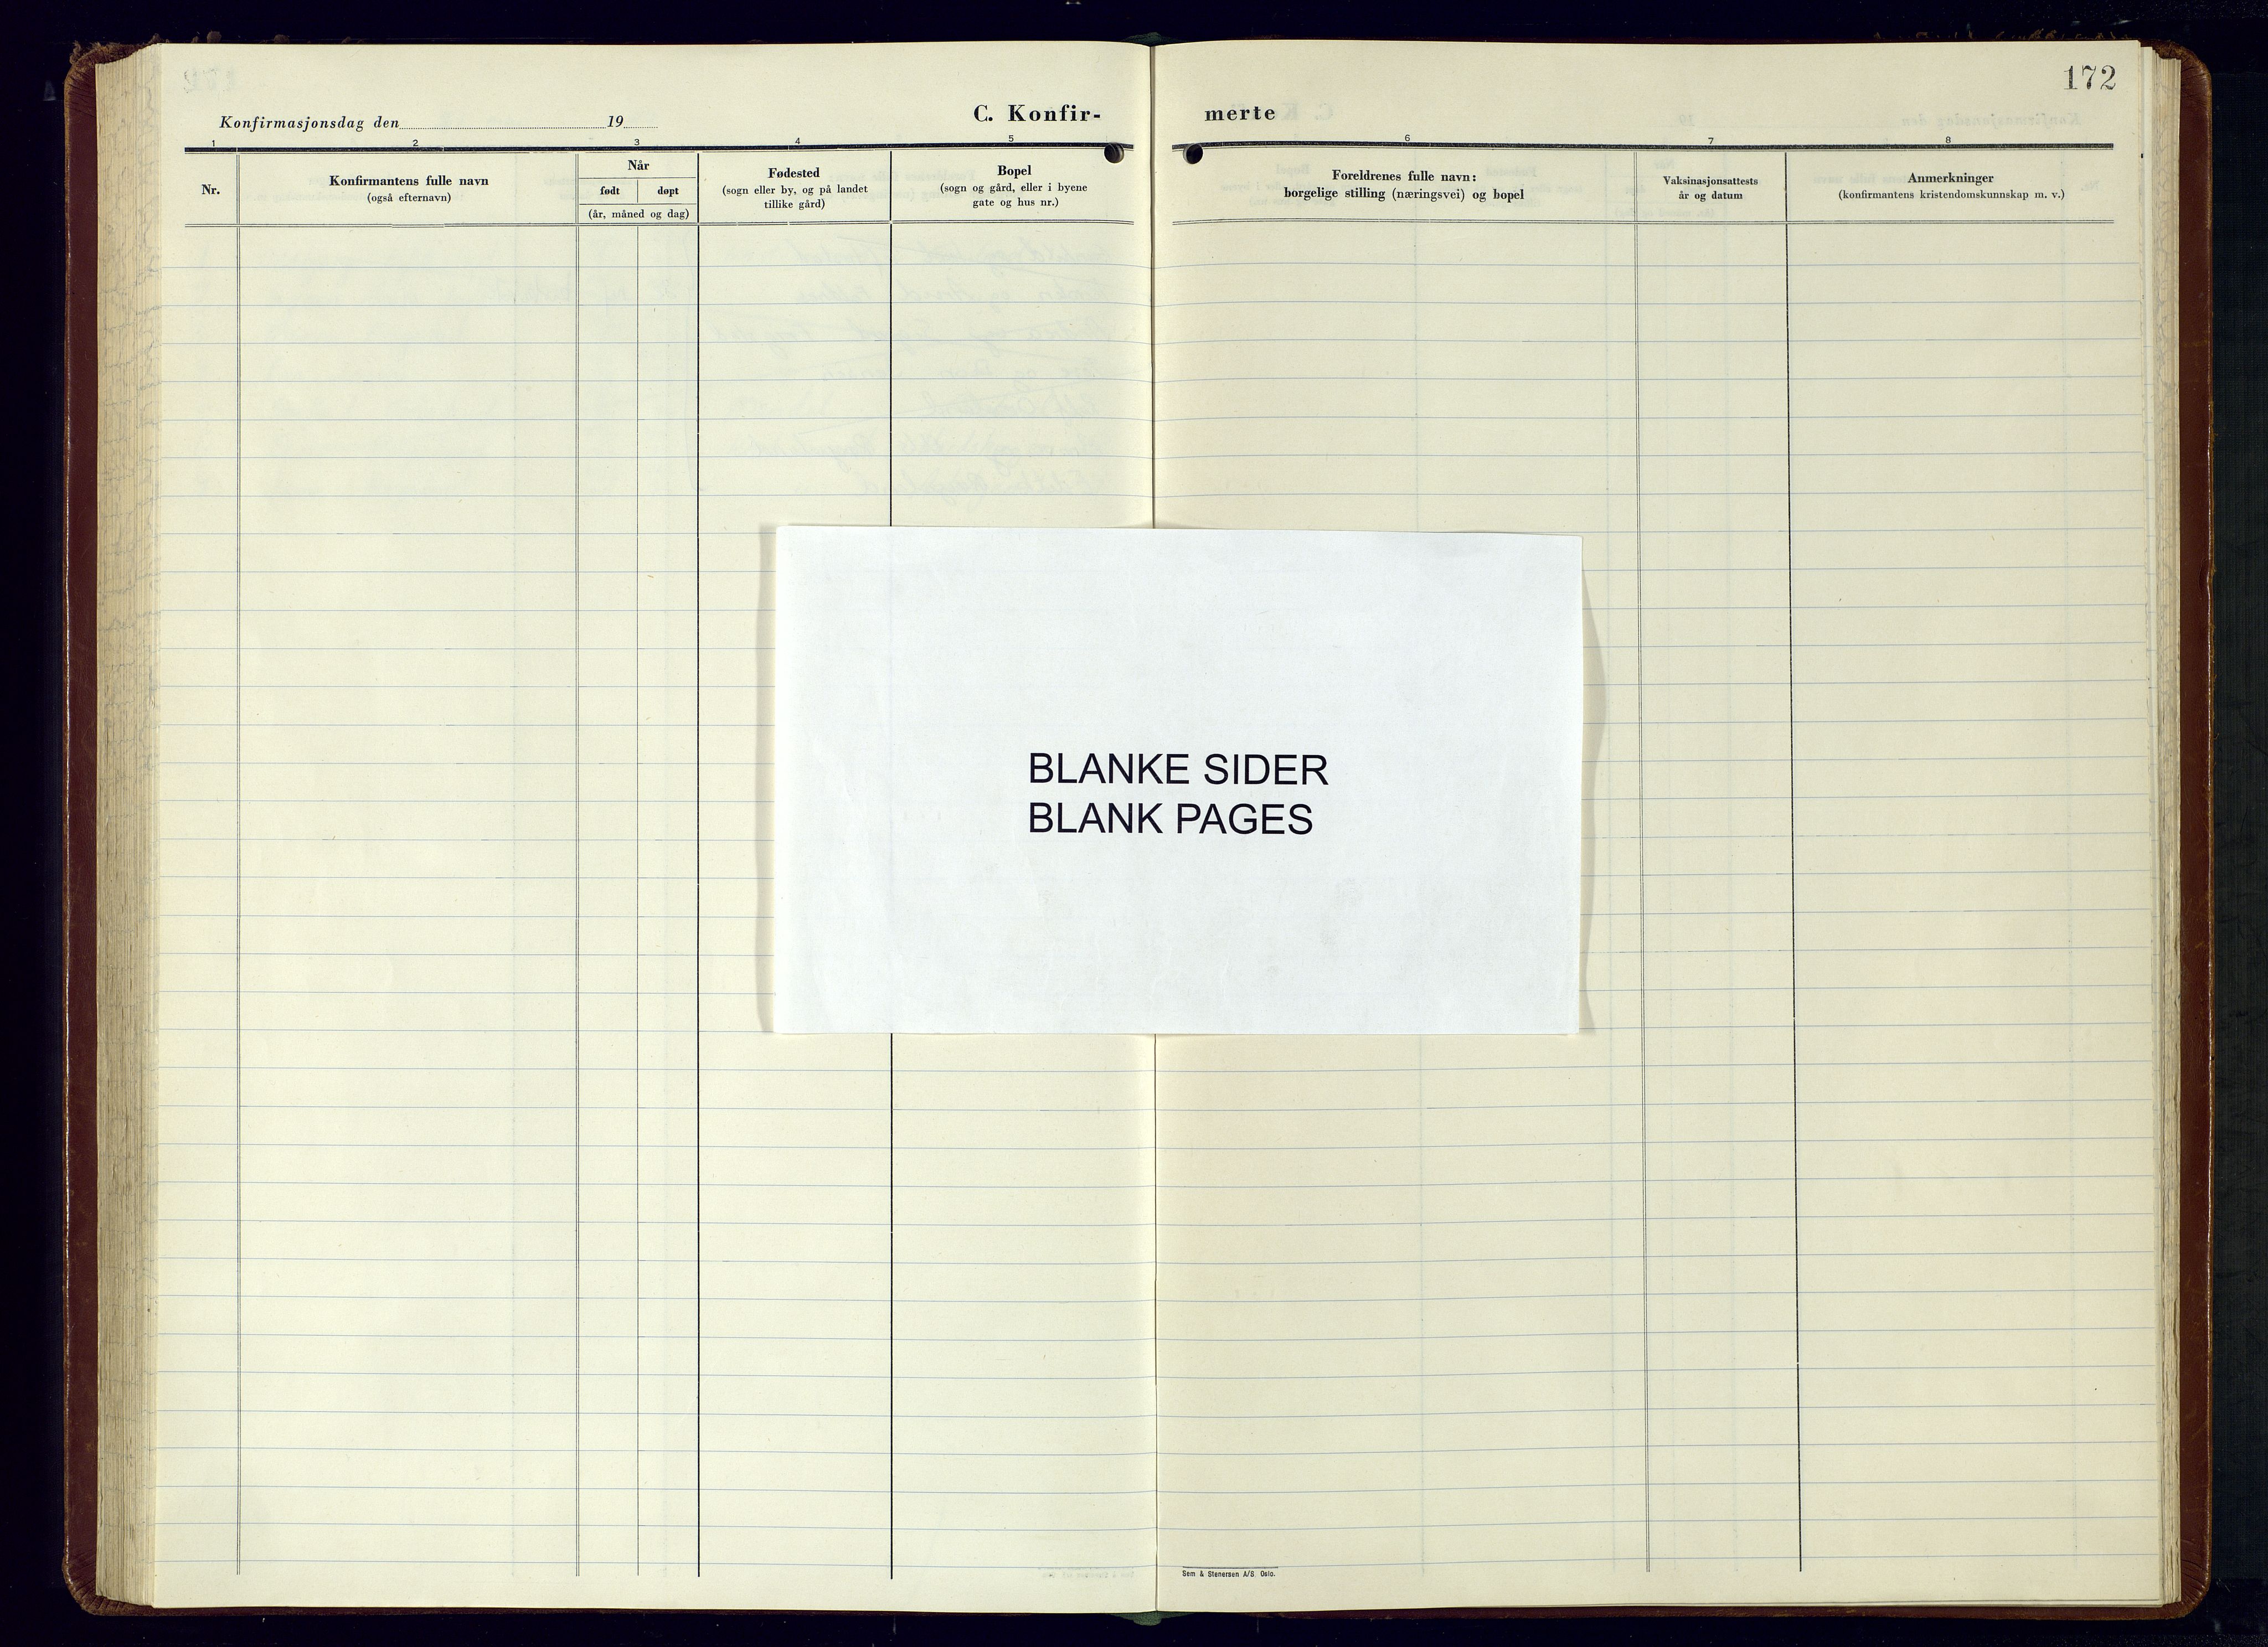 172
Konfirmasjonsdag den 19
C. Konfir-
merte
1 2 3 4 5 6 7 8
Nr.
Konfirmantens fulle navn
(også efternavn)
Når
født døpt
(år, måned og dag)
Fødested
(sogn eller by, og på landet
tillike gård)
Bopel
(sogn og gård, eller i byene
gate og hus nr.)
Foreldrenes fulle navn:
borgelige stilling (næringsvei) og bopel
Vaksinasjonsattests
år og datum
Anmerkninger
(konfirmantens kristendomskunnskap m. v.)
BLANKE SIDER
BLANK PAGES
Sem & Stenersen A/S. Oslo.